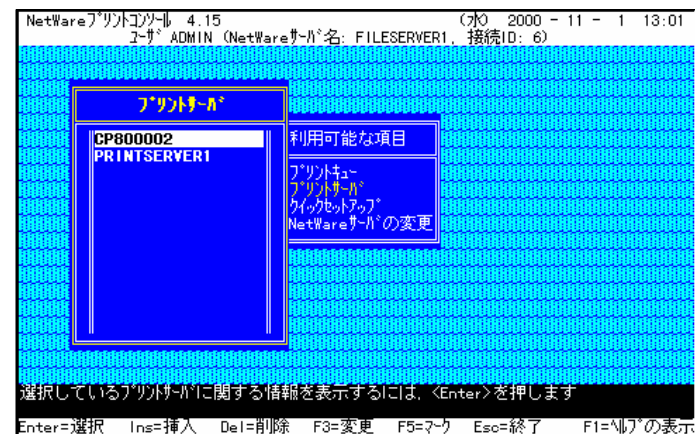 NetWareﾌﾟﾘﾝﾄｺﾝｿｰﾙ 4.15 (水) 2000 - 11 - 1 13:01
ﾕｰｻﾞ ADMIN (NetWareｻｰﾊﾞ名: FILESERVER1, 接続ID: 6)
ﾌﾟﾘﾝﾄｻｰﾊﾞ
CP800002
PRINTSERVER1
利用可能な項目
ﾌﾟﾘﾝﾄｷｭｰ
ﾌﾟﾘﾝﾄｻｰﾊﾞ
ｸｲｯｸｾｯﾄｱｯﾌﾟ
NetWareｻｰﾊﾞの変更
選択しているﾌﾟﾘﾝﾄｻｰﾊﾞに関する情報を表示するには, <Enter>を押します
Enter=選択 Ins=挿入 Del=削除 F3=変更 F5=ﾏｰｸ Esc=終了 F1=ﾍﾙﾌﾟの表示